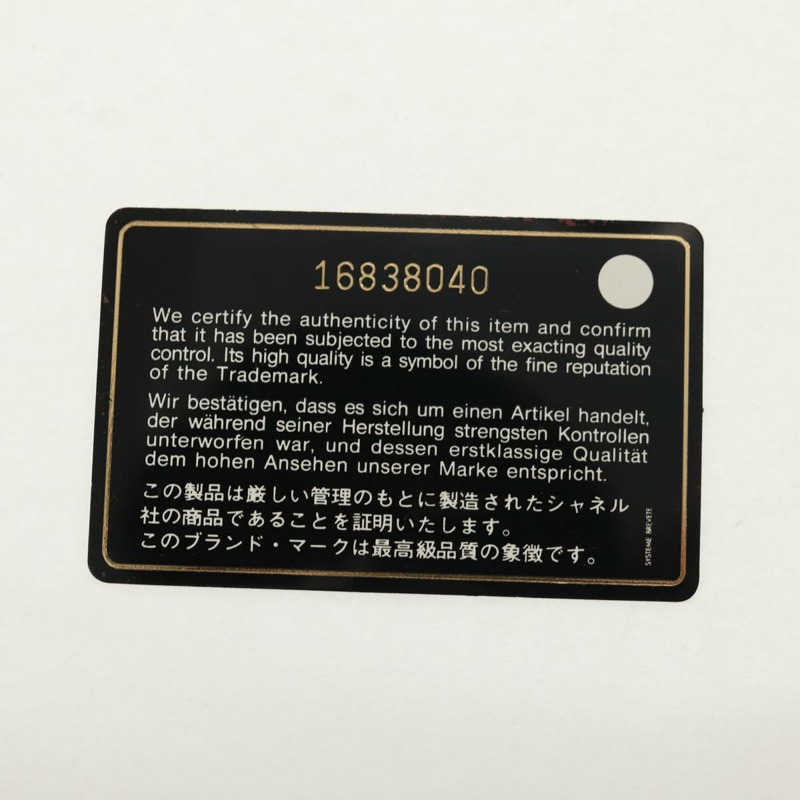 16838040
We certify the authenticity of this item and confirm
that it has been subjected to the most exacting quality
control. Its high quality is a symbol of the fine reputation
of the Trademark.
Wir bestätigen, dass es sich um einen Artikel handelt,
der während seiner Herstellung strengsten Kontrollen
unterworfen war, und dessen erstklassige Qualität
dem hohen Ansehen unserer Marke entspricht.
この製品は厳しい管理のもとに製造されたシャネル
社の商品であることを証明いたします。
このブランド・マークは最高級品質の象徴です。
SYSTEME BREVETE